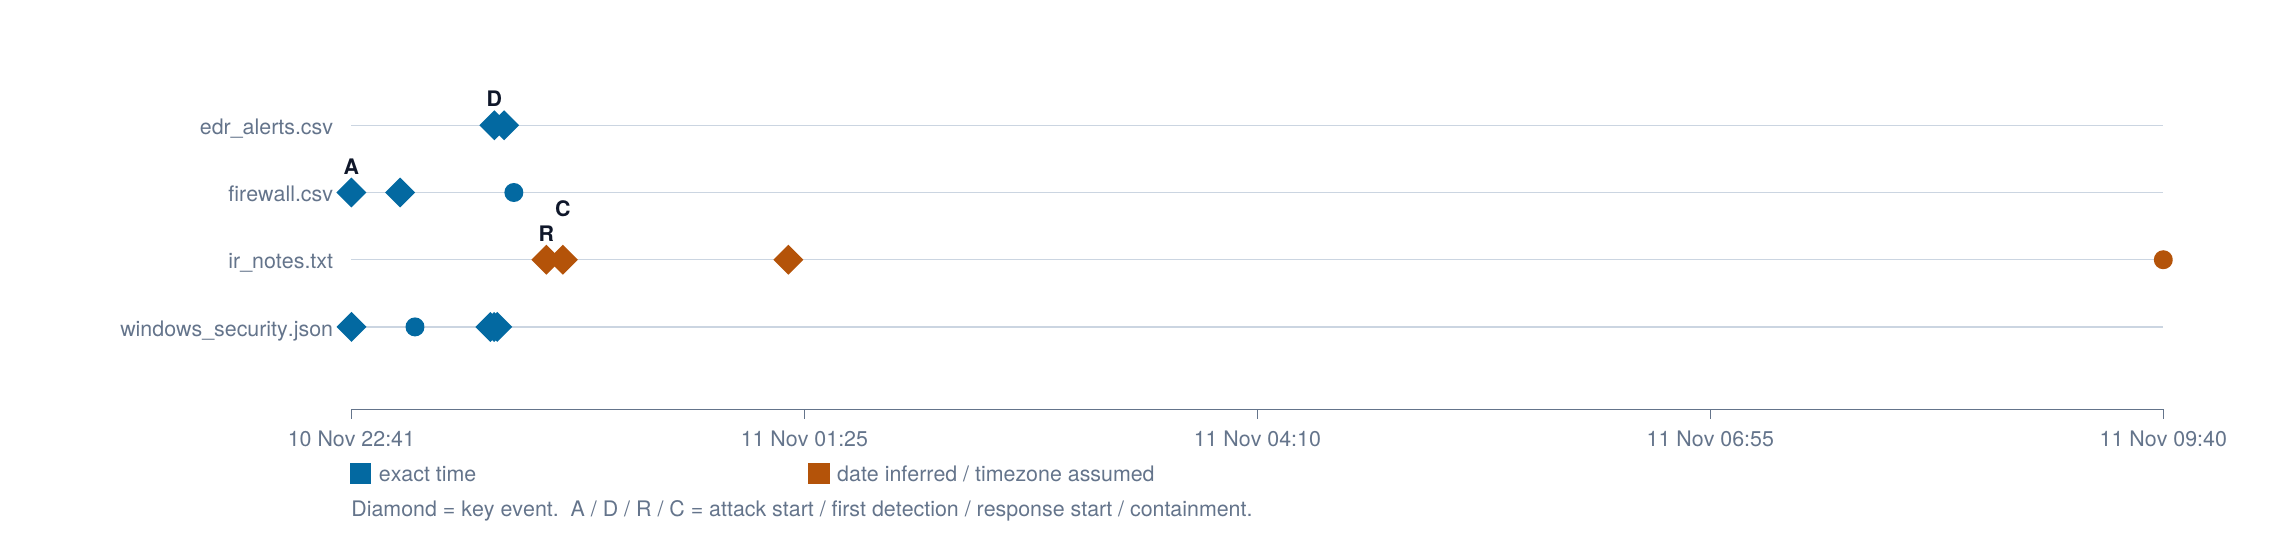 D
edr_alerts.csv
A
firewall.csv
C
R
ir_notes.txt
windows_security.json
10 Nov 22:41 11 Nov 01:25 11 Nov 04:10 11 Nov 06:55 11 Nov 09:40
exact time date inferred / timezone assumed
Diamond = key event.  A / D / R / C = attack start / first detection / response start / containment.